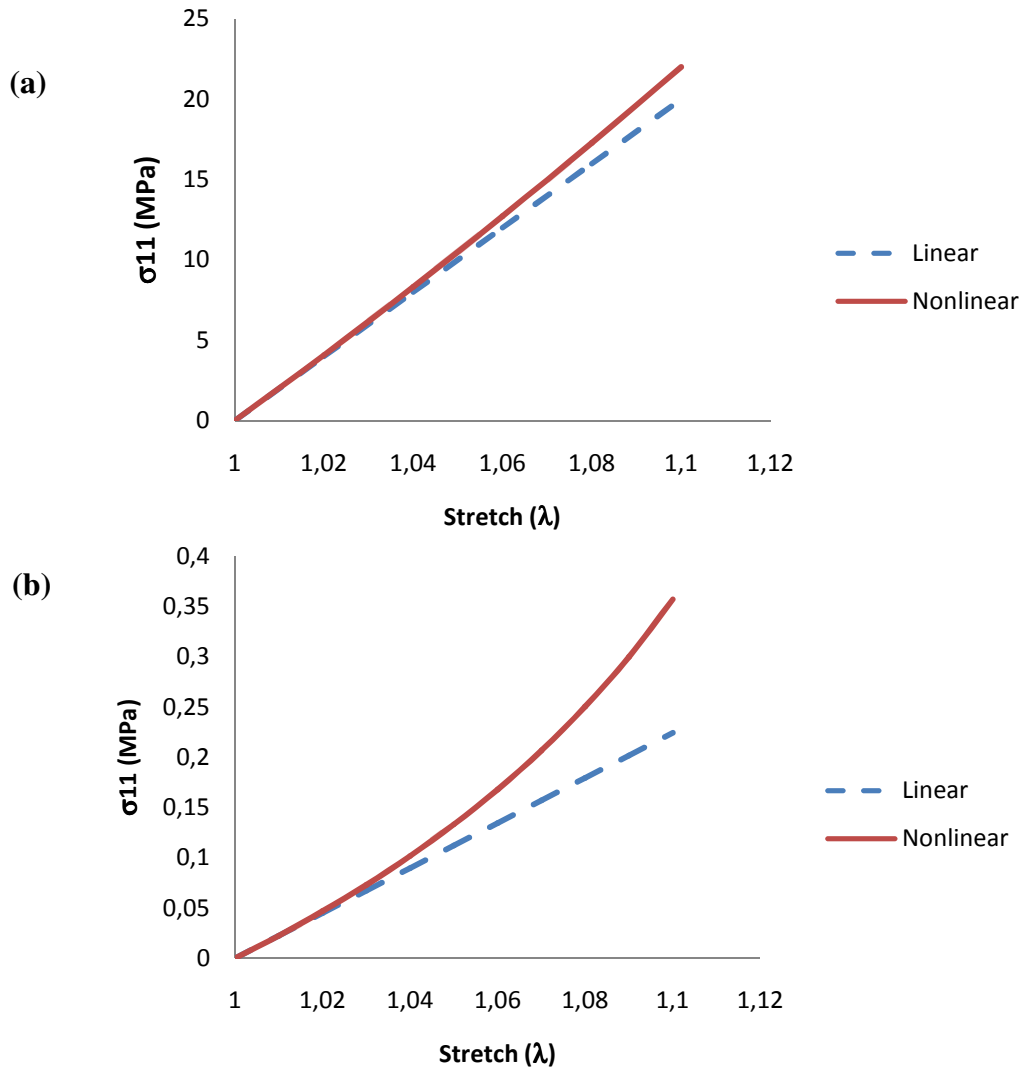 (a)
σ11 (MPa)
25
20
15
10
5
0
1 1,02 1,04 1,06 1,08 1,1 1,12
Stretch (λ)
Linear
Nonlinear
(b)
σ11 (MPa)
0,4
0,35
0,3
0,25
0,2
0,15
0,1
0,05
0
1 1,02 1,04 1,06 1,08 1,1 1,12
Stretch (λ)
Linear
Nonlinear